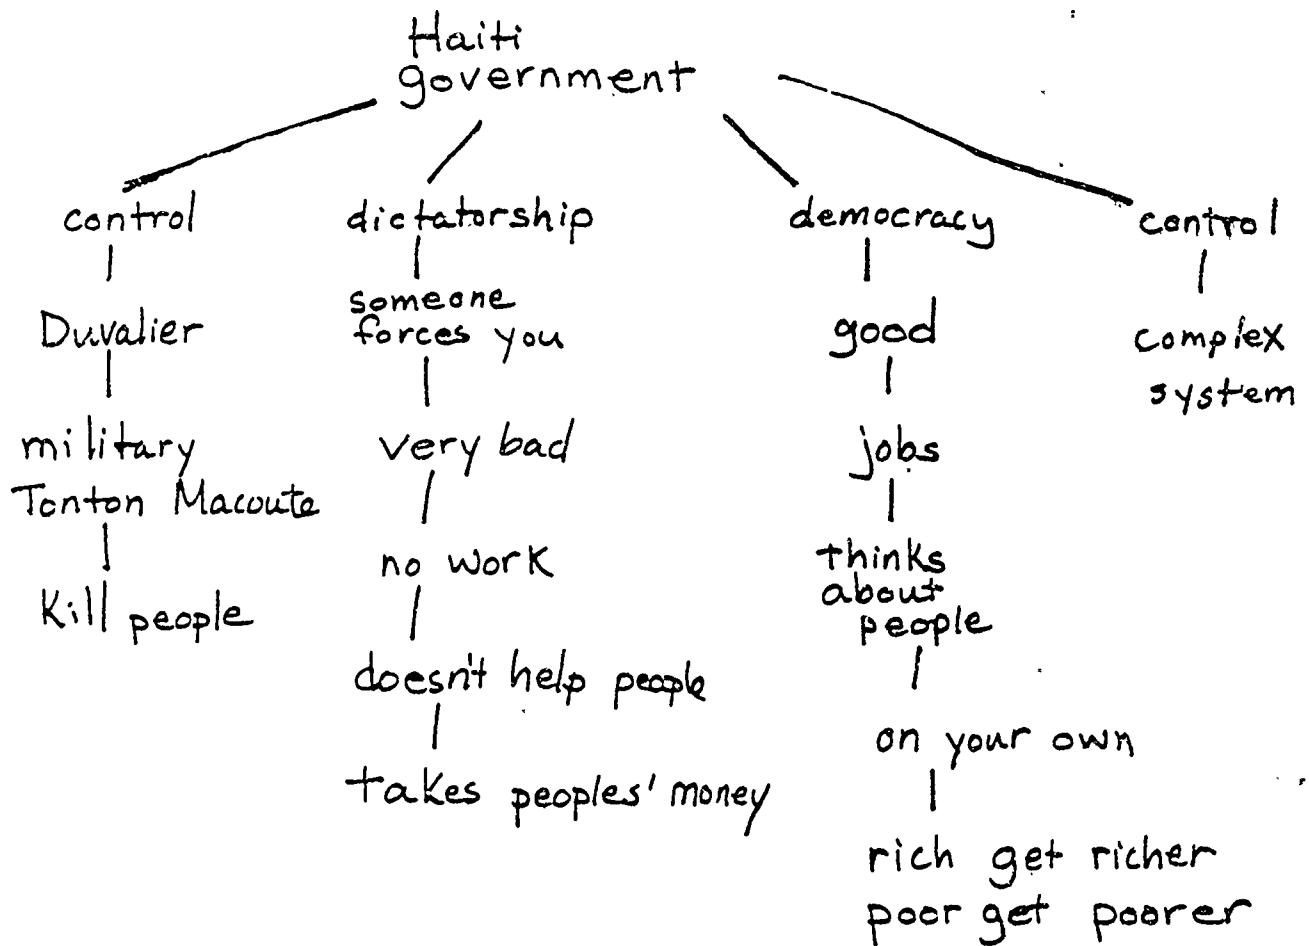 Haiti
government
control
Duvalier
military
Tonton Macoute
Kill people
dictatorship
someone
forces you
very bad
no work
doesn't help people
takes peoples' money
democracy
good
jobs
thinks
about
people
on your own
rich get richer
poor get poorer
control
complex
system